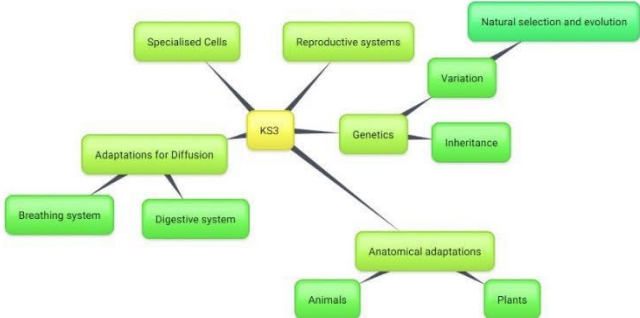 Natural selection and evolution
Specialised Cells
Reproductive systems
Variation
KS3
Genetics
Inheritance
Adaptations for Diffusion
Breathing system
Digestive system
Anatomical adaptations
Animals
Plants